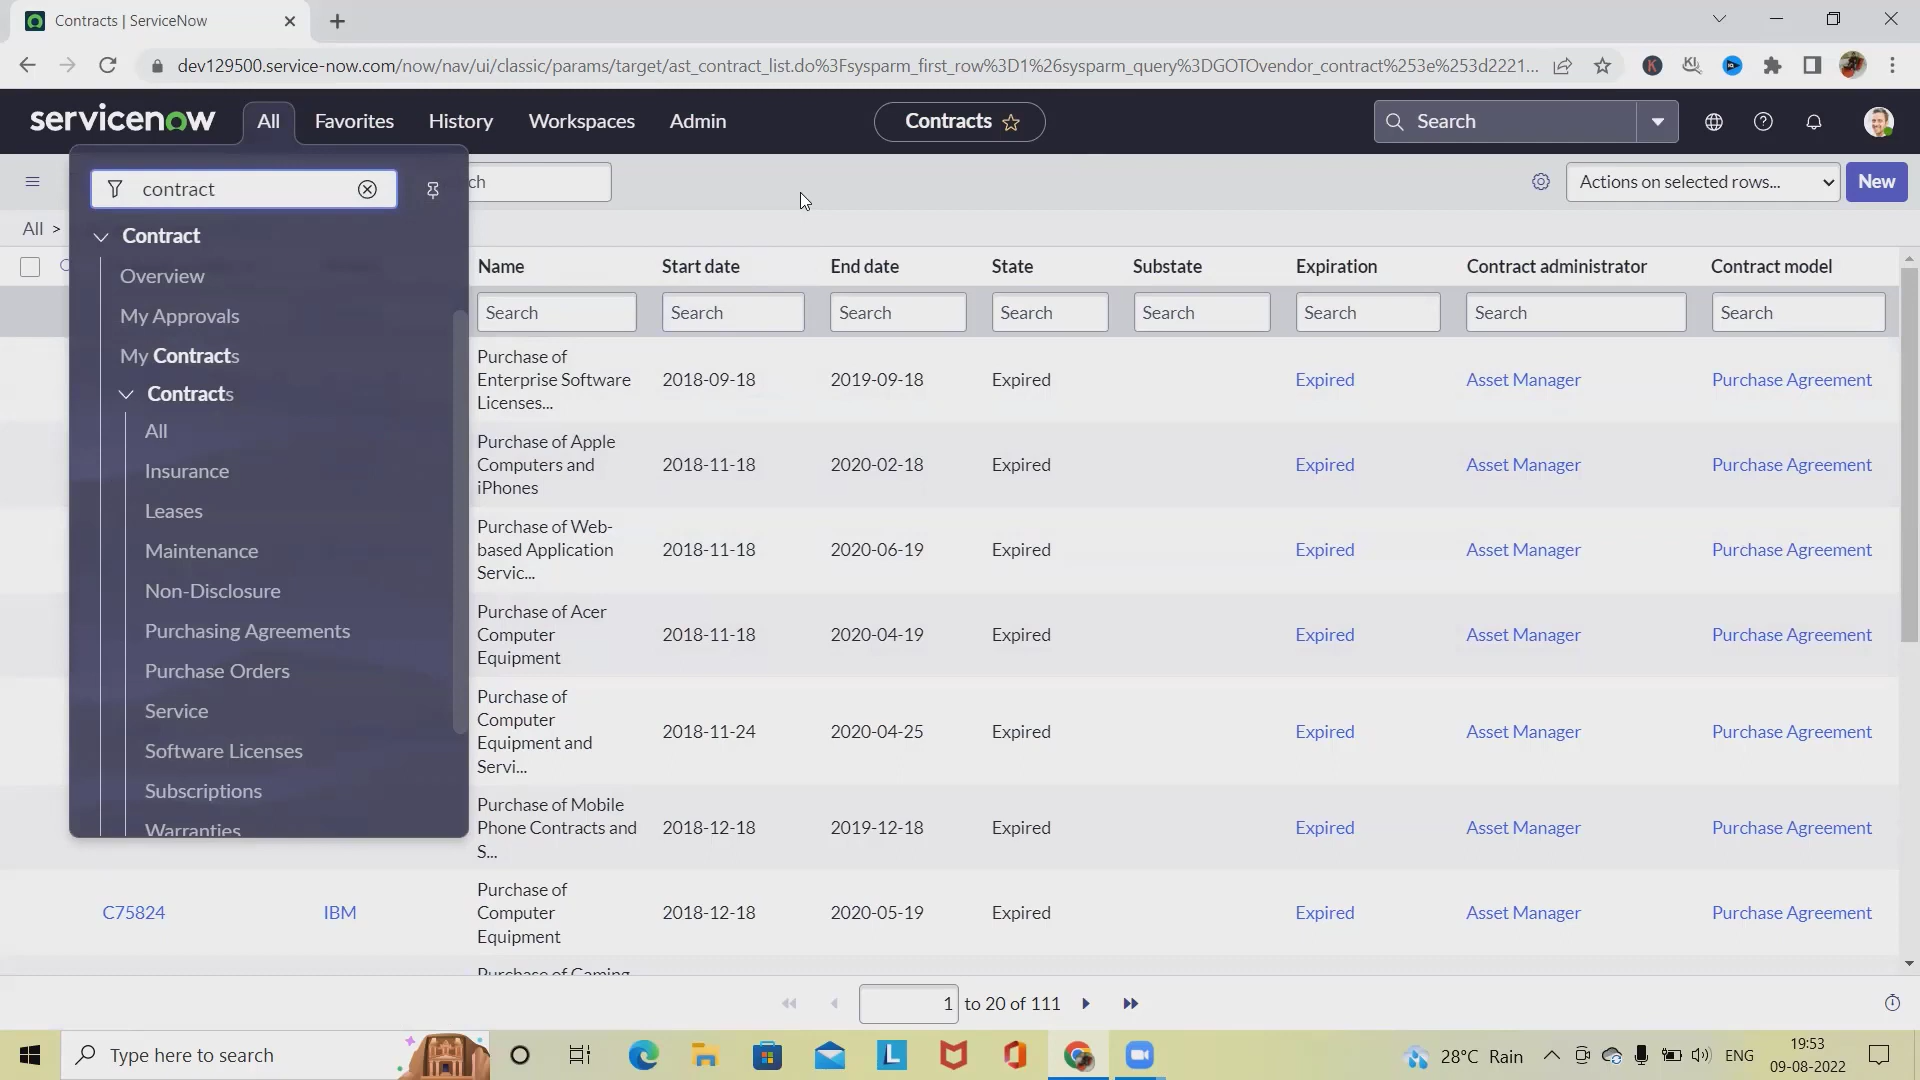 Contracts | ServiceNow
dev129500.service-now.com/now/nav/ui/classic/params/target/ast_contract_list.do%3Fsysparm_first_row%3D1%26sysparm_query%3DGOTOvendor_contract%253e%253d2221...
servicenow
All
Favorites
History
Workspaces
Admin
Contracts
Search
contract
ch
Actions on selected rows...
New
All >
Contract
Overview
My Approvals
My Contracts
Contracts
All
Insurance
Leases
Maintenance
Non-Disclosure
Purchasing Agreements
Purchase Orders
Service
Software Licenses
Subscriptions
Warranties
Name Start date End date State Substate Expiration Contract administrator Contract model
Search Search Search Search Search Search Search Search
Purchase of
Enterprise Software 2018-09-18 2019-09-18 Expired Expired Asset Manager Purchase Agreement
Licenses...
Purchase of Apple
Computers and 2018-11-18 2020-02-18 Expired Expired Asset Manager Purchase Agreement
iPhones
Purchase of Web-
based Application 2018-11-18 2020-06-19 Expired Expired Asset Manager Purchase Agreement
Servic...
Purchase of Acer
Computer 2018-11-18 2020-04-19 Expired Expired Asset Manager Purchase Agreement
Equipment
Purchase of
Computer
Equipment and 2018-11-24 2020-04-25 Expired Expired Asset Manager Purchase Agreement
Servi...
Purchase of Mobile
Phone Contracts and 2018-12-18 2019-12-18 Expired Expired Asset Manager Purchase Agreement
S...
Purchase of
C75824 IBM Computer 2018-12-18 2020-05-19 Expired Expired Asset Manager Purchase Agreement
Equipment
Purchase of Gaming
1 to 20 of 111
Type here to search
28°C Rain
ENG
19:53
09-08-2022